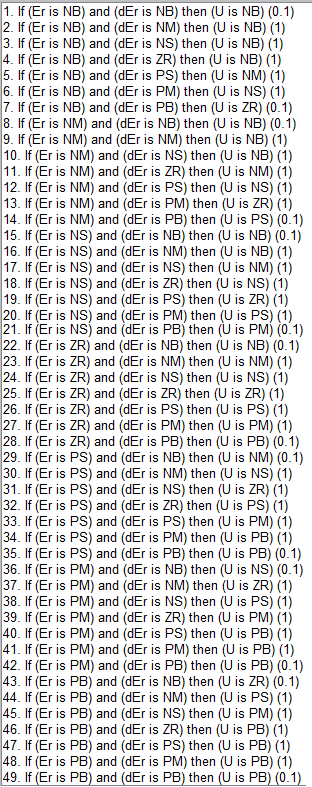 1. If (Er is NB) and (dEr is NB) then (U is NB) (0.1)
2. If (Er is NB) and (dEr is NM) then (U is NB) (1)
3. If (Er is NB) and (dEr is NS) then (U is NB) (1)
4. If (Er is NB) and (dEr is ZR) then (U is NB) (1)
5. If (Er is NB) and (dEr is PS) then (U is NM) (1)
6. If (Er is NB) and (dEr is PM) then (U is NS) (1)
7. If (Er is NB) and (dEr is PB) then (U is ZR) (0.1)
8. If (Er is NM) and (dEr is NB) then (U is NB) (0.1)
9. If (Er is NM) and (dEr is NM) then (U is NB) (1)
10. If (Er is NM) and (dEr is NS) then (U is NB) (1)
11. If (Er is NM) and (dEr is ZR) then (U is NM) (1)
12. If (Er is NM) and (dEr is PS) then (U is NS) (1)
13. If (Er is NM) and (dEr is PM) then (U is ZR) (1)
14. If (Er is NM) and (dEr is PB) then (U is PS) (0.1)
15. If (Er is NS) and (dEr is NB) then (U is NB) (0.1)
16. If (Er is NS) and (dEr is NM) then (U is NB) (1)
17. If (Er is NS) and (dEr is NS) then (U is NM) (1)
18. If (Er is NS) and (dEr is ZR) then (U is NS) (1)
19. If (Er is NS) and (dEr is PS) then (U is ZR) (1)
20. If (Er is NS) and (dEr is PM) then (U is PS) (1)
21. If (Er is NS) and (dEr is PB) then (U is PM) (0.1)
22. If (Er is ZR) and (dEr is NB) then (U is NB) (0.1)
23. If (Er is ZR) and (dEr is NM) then (U is NM) (1)
24. If (Er is ZR) and (dEr is NS) then (U is NS) (1)
25. If (Er is ZR) and (dEr is ZR) then (U is ZR) (1)
26. If (Er is ZR) and (dEr is PS) then (U is PS) (1)
27. If (Er is ZR) and (dEr is PM) then (U is PM) (1)
28. If (Er is ZR) and (dEr is PB) then (U is PB) (0.1)
29. If (Er is PS) and (dEr is NB) then (U is NM) (0.1)
30. If (Er is PS) and (dEr is NM) then (U is NS) (1)
31. If (Er is PS) and (dEr is NS) then (U is ZR) (1)
32. If (Er is PS) and (dEr is ZR) then (U is PS) (1)
33. If (Er is PS) and (dEr is PS) then (U is PM) (1)
34. If (Er is PS) and (dEr is PM) then (U is PB) (1)
35. If (Er is PS) and (dEr is PB) then (U is PB) (0.1)
36. If (Er is PM) and (dEr is NB) then (U is NS) (0.1)
37. If (Er is PM) and (dEr is NM) then (U is ZR) (1)
38. If (Er is PM) and (dEr is NS) then (U is PS) (1)
39. If (Er is PM) and (dEr is ZR) then (U is PM) (1)
40. If (Er is PM) and (dEr is PS) then (U is PB) (1)
41. If (Er is PM) and (dEr is PM) then (U is PB) (1)
42. If (Er is PM) and (dEr is PB) then (U is PB) (0.1)
43. If (Er is PB) and (dEr is NB) then (U is ZR) (0.1)
44. If (Er is PB) and (dEr is NM) then (U is PS) (1)
45. If (Er is PB) and (dEr is NS) then (U is PM) (1)
46. If (Er is PB) and (dEr is ZR) then (U is PB) (1)
47. If (Er is PB) and (dEr is PS) then (U is PB) (1)
48. If (Er is PB) and (dEr is PM) then (U is PB) (1)
49. If (Er is PB) and (dEr is PB) then (U is PB) (0.1)